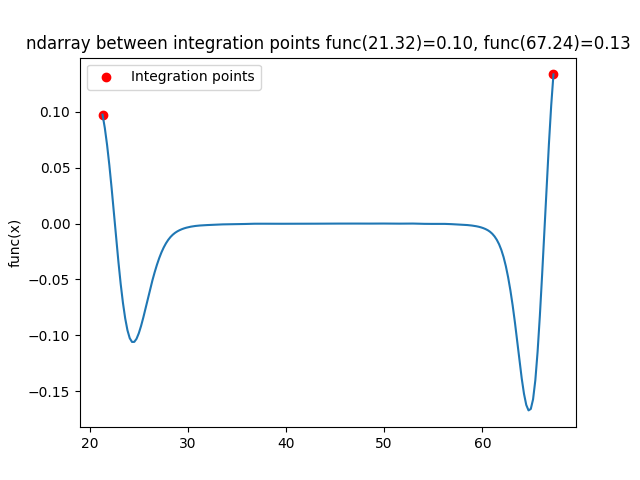 ndarray between integration points func(21.32)=0.10, func(67.24)=0.13
Integration points
func(x)
0.10
0.05
0.00
−0.05
−0.10
−0.15
20 30 40 50 60